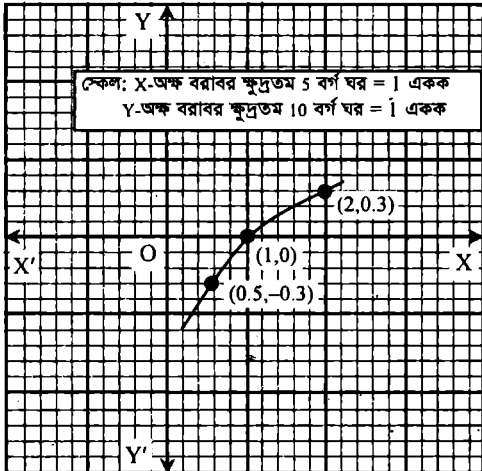 Y
স্কেল: X-অক্ষ বরাবর ক্ষুদ্রতম 5 বর্গ ঘর = 1 একক
Y-অক্ষ বরাবর ক্ষুদ্রতম 10 বর্গ ঘর = 1 একক
(2,0.3)
X′ O (1,0) X
(0.5,–0.3)
Y′